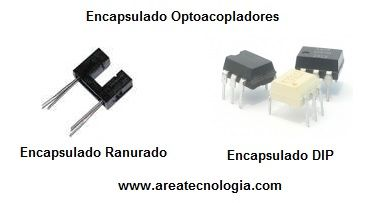 Encapsulado Optoacopladores
Encapsulado Ranurado
Encapsulado DIP
www.areatecnologia.com